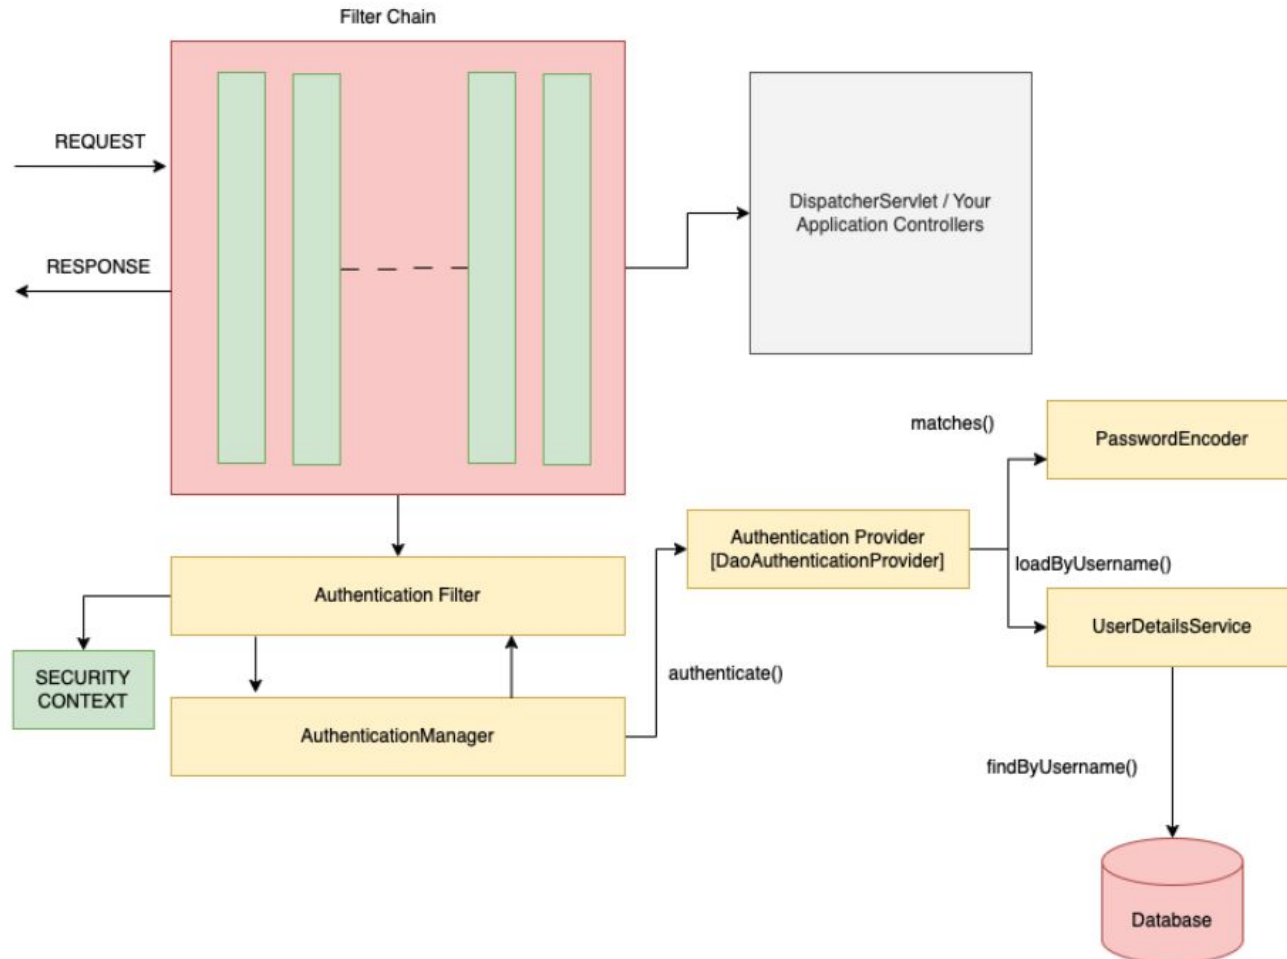 Filter Chain
REQUEST
RESPONSE
DispatcherServlet / Your
Application Controllers
matches()
PasswordEncoder
Authentication Provider
[DaoAuthenticationProvider]
loadByUsername()
UserDetailsService
Authentication Filter
SECURITY
CONTEXT
authenticate()
AuthenticationManager
findByUsername()
Database